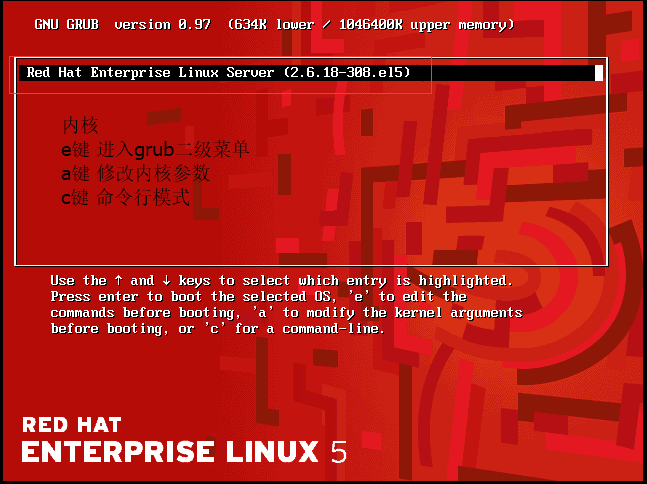 GNU GRUB version 0.97 (634K lower / 1046400K upper memory)
Red Hat Enterprise Linux Server (2.6.18-308.el5)
内核
e键 进入grub二级菜单
a键 修改内核参数
c键 命令行模式
Use the ↑ and ↓ keys to select which entry is highlighted.
Press enter to boot the selected OS, 'e' to edit the
commands before booting, 'a' to modify the kernel arguments
before booting, or 'c' for a command-line.
RED HAT
ENTERPRISE LINUX 5